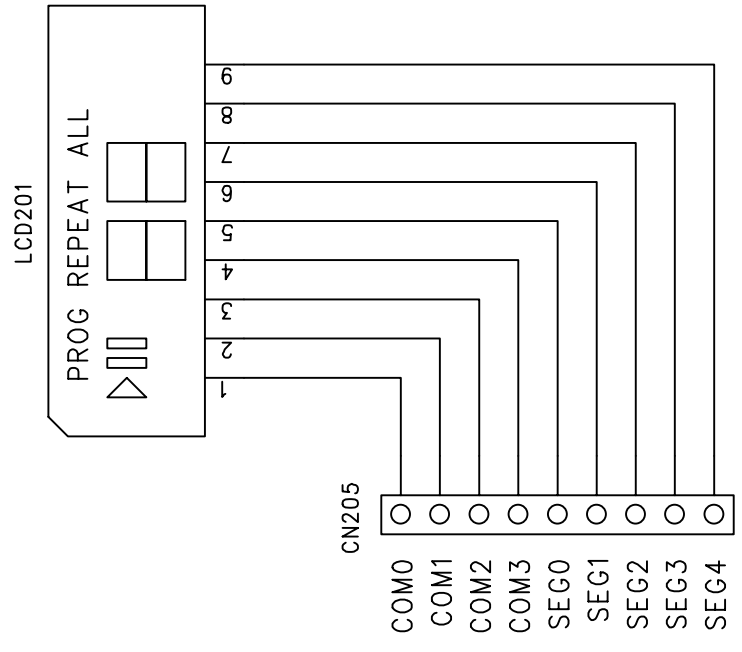 LCD201
PROG REPEAT ALL
9
8
7
6
5
4
3
2
1
CN205
COM0
COM1
COM2
COM3
SEG0
SEG1
SEG2
SEG3
SEG4